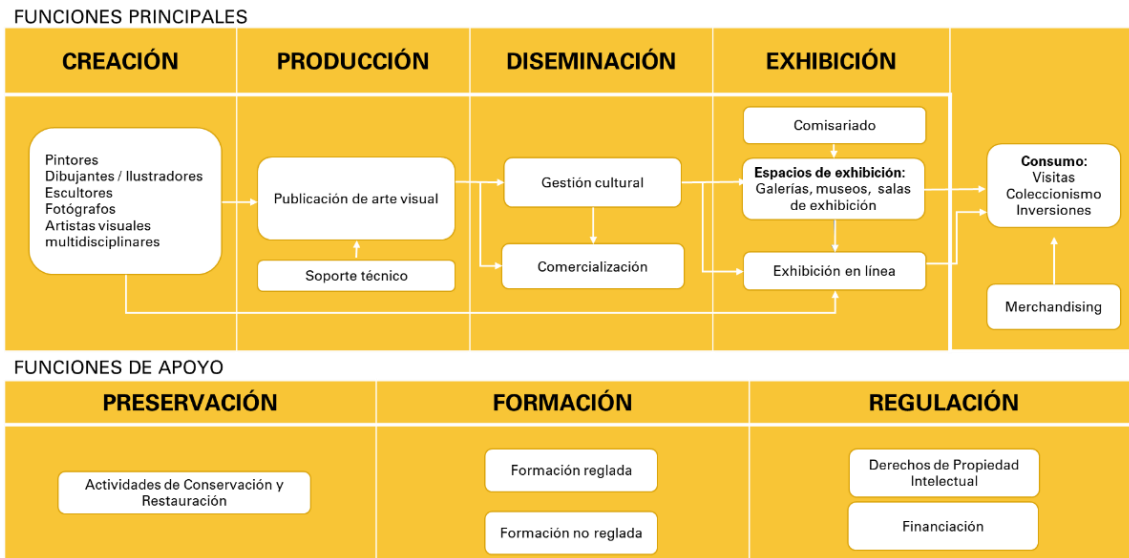 FUNCIONES PRINCIPALES
CREACIÓN
PRODUCCIÓN
DISEMINACIÓN
EXHIBICIÓN
Pintores
Dibujantes / Ilustradores
Escultores
Fotógrafos
Artistas visuales
multidisciplinares
Publicación de arte visual
Soporte técnico
Gestión cultural
Comercialización
Comisariado
Espacios de exhibición:
Galerías, museos, salas
de exhibición
Exhibición en línea
Consumo:
Visitas
Coleccionismo
Inversiones
Merchandising
FUNCIONES DE APOYO
PRESERVACIÓN
FORMACIÓN
REGULACIÓN
Actividades de Conservación y
Restauración
Formación reglada
Formación no reglada
Derechos de Propiedad
Intelectual
Financiación